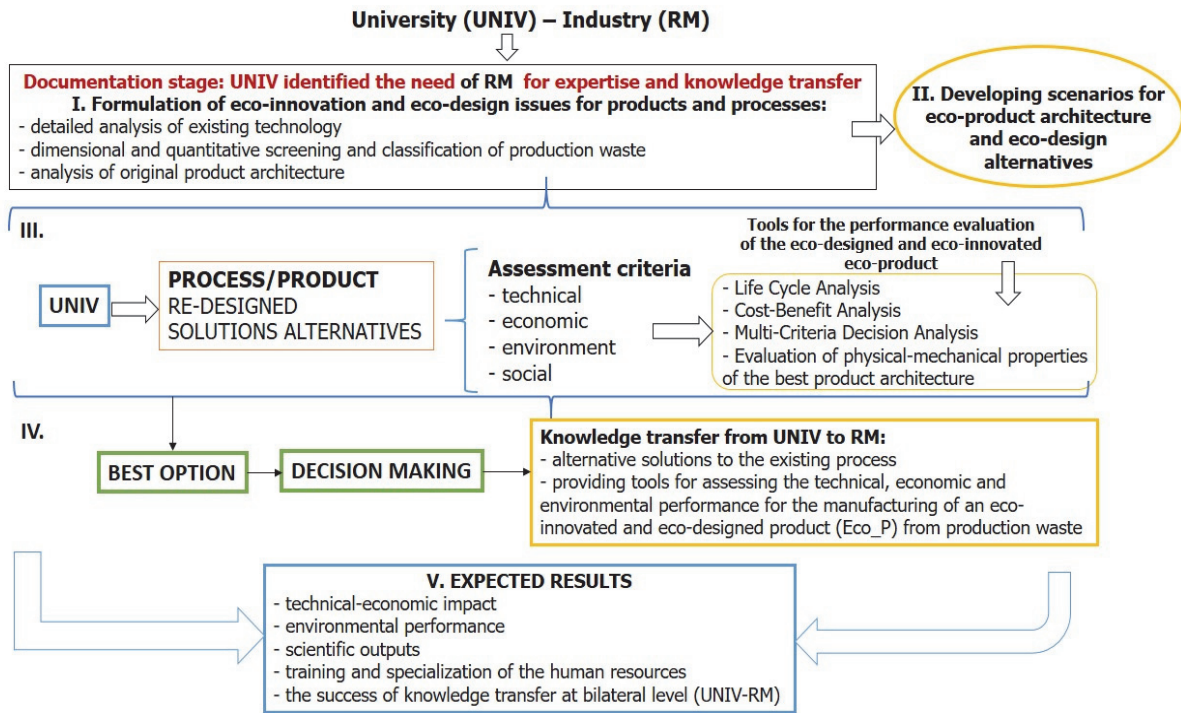 University (UNIV) – Industry (RM)
Documentation stage: UNIV identified the need of RM for expertise and knowledge transfer
I. Formulation of eco-innovation and eco-design issues for products and processes:
- detailed analysis of existing technology
- dimensional and quantitative screening and classification of production waste
- analysis of original product architecture
II. Developing scenarios for
eco-product architecture
and eco-design
alternatives
III.
UNIV
PROCESS/PRODUCT
RE-DESIGNED
SOLUTIONS ALTERNATIVES
Assessment criteria
- technical
- economic
- environment
- social
Tools for the performance evaluation
of the eco-designed and eco-innovated
eco-product
- Life Cycle Analysis
- Cost-Benefit Analysis
- Multi-Criteria Decision Analysis
- Evaluation of physical-mechanical properties
of the best product architecture
IV.
BEST OPTION
DECISION MAKING
Knowledge transfer from UNIV to RM:
- alternative solutions to the existing process
- providing tools for assessing the technical, economic and
environmental performance for the manufacturing of an eco-
innovated and eco-designed product (Eco_P) from production waste
V. EXPECTED RESULTS
- technical-economic impact
- environmental performance
- scientific outputs
- training and specialization of the human resources
- the success of knowledge transfer at bilateral level (UNIV-RM)